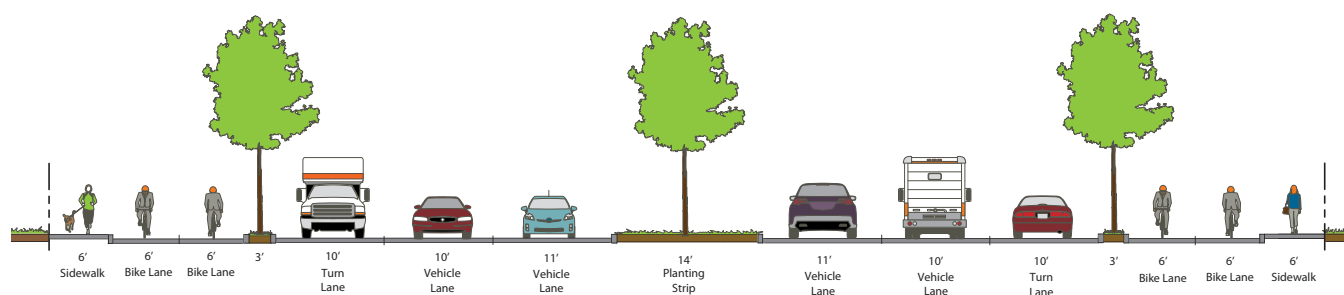 6’ 6’ 6’ 3’ 10’ 10’ 11’ 14’ 11’ 10’ 10’ 3’ 6’ 6’ 6’
Sidewalk Bike Lane Bike Lane Turn Vehicle Vehicle Planting Vehicle Vehicle Turn Bike Lane Bike Lane Sidewalk
Lane Lane Lane Strip Lane Lane Lane